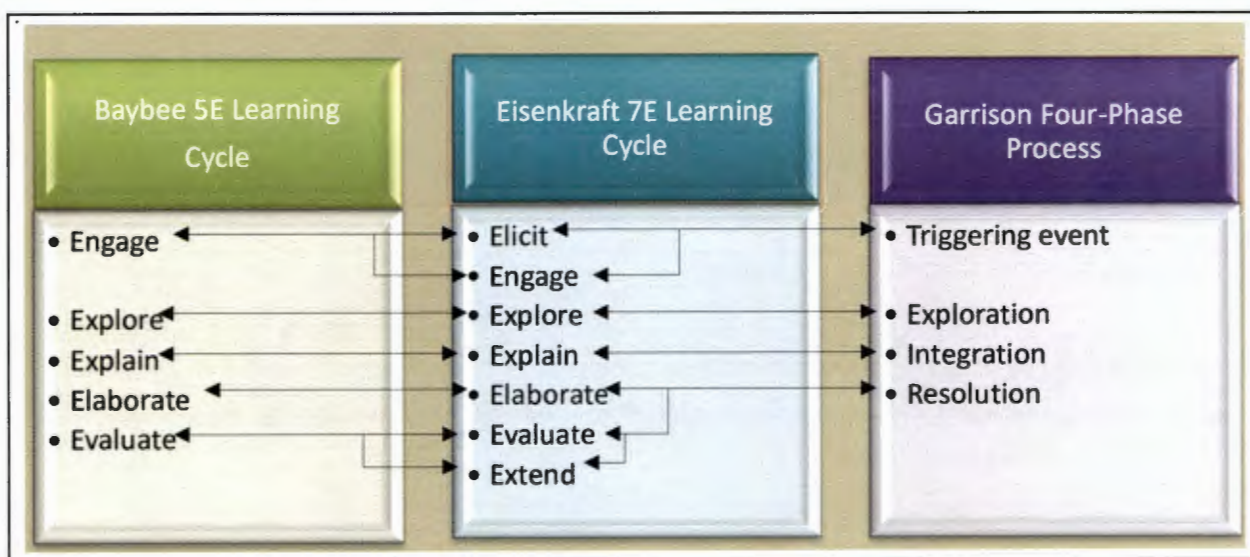 Baybee 5E Learning
Cycle
• Engage
• Explore
• Explain
• Elaborate
• Evaluate
Eisenkraft 7E Learning
Cycle
• Elicit
• Engage
• Explore
• Explain
• Elaborate
• Evaluate
• Extend
Garrison Four-Phase
Process
• Triggering event
• Exploration
• Integration
• Resolution